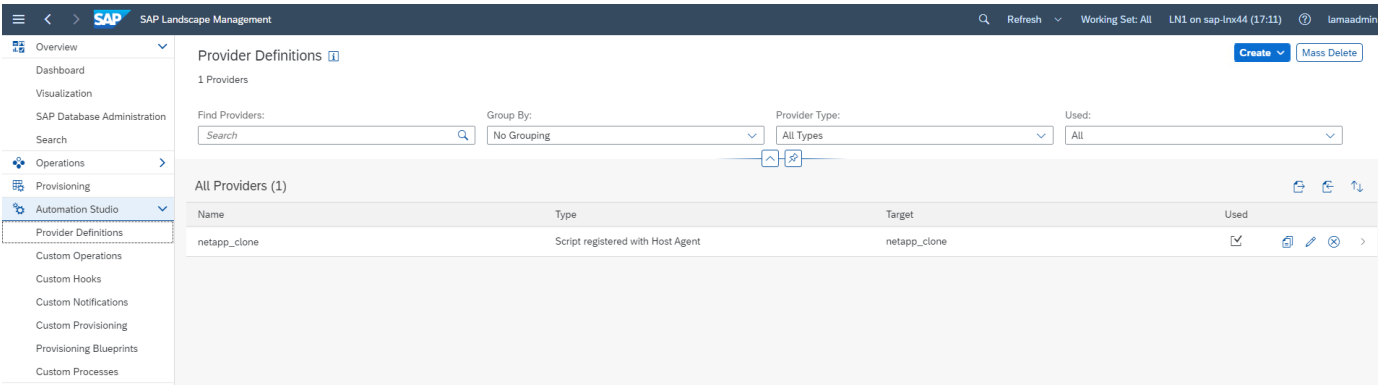 SAP SAP Landscape Management Refresh Working Set: All LN1 on sap-lnx44 (17:11) lamaadmin
Overview
Dashboard
Visualization
SAP Database Administration
Search
Operations
Provisioning
Automation Studio
Provider Definitions
Custom Operations
Custom Hooks
Custom Notifications
Custom Provisioning
Provisioning Blueprints
Custom Processes
Provider Definitions
Create Mass Delete
1 Providers
Find Providers: Group By: Provider Type: Used:
Search No Grouping All Types All
All Providers (1)
Name Type Target Used
netapp_clone Script registered with Host Agent netapp_clone